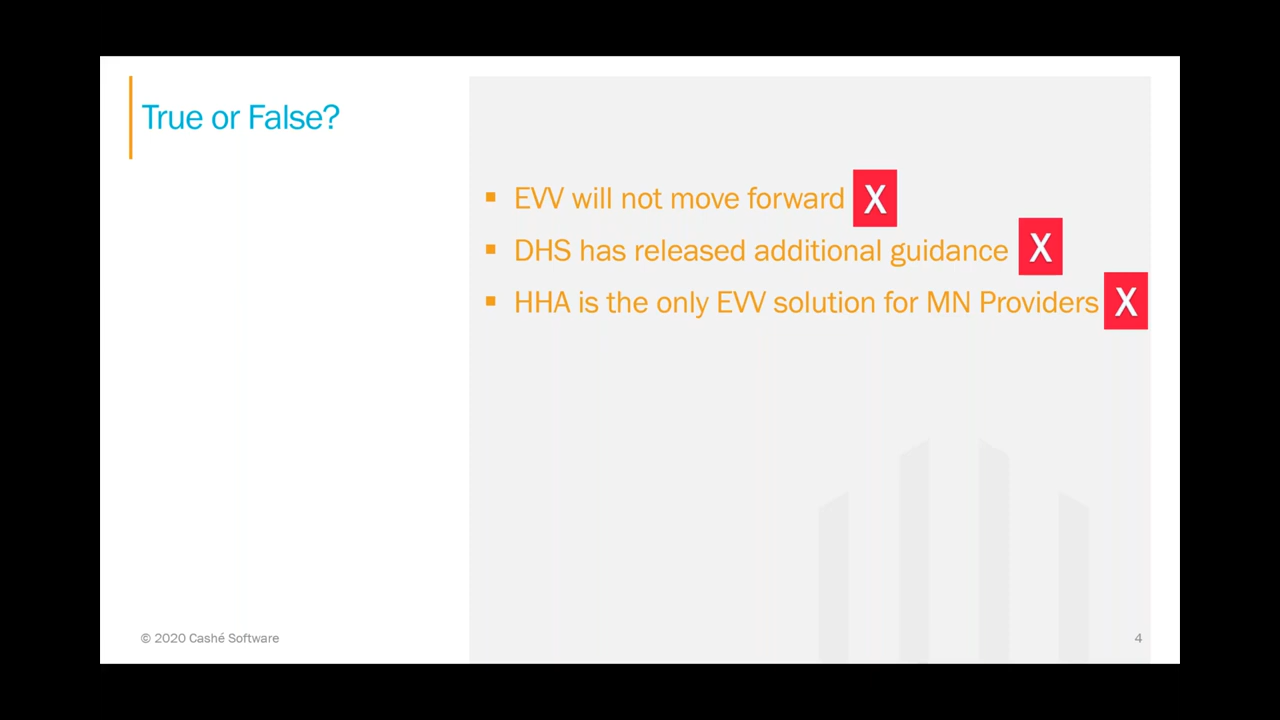 True or False?
▪ EVV will not move forward X
▪ DHS has released additional guidance X
▪ HHA is the only EVV solution for MN Providers X
© 2020 Cashé Software
4